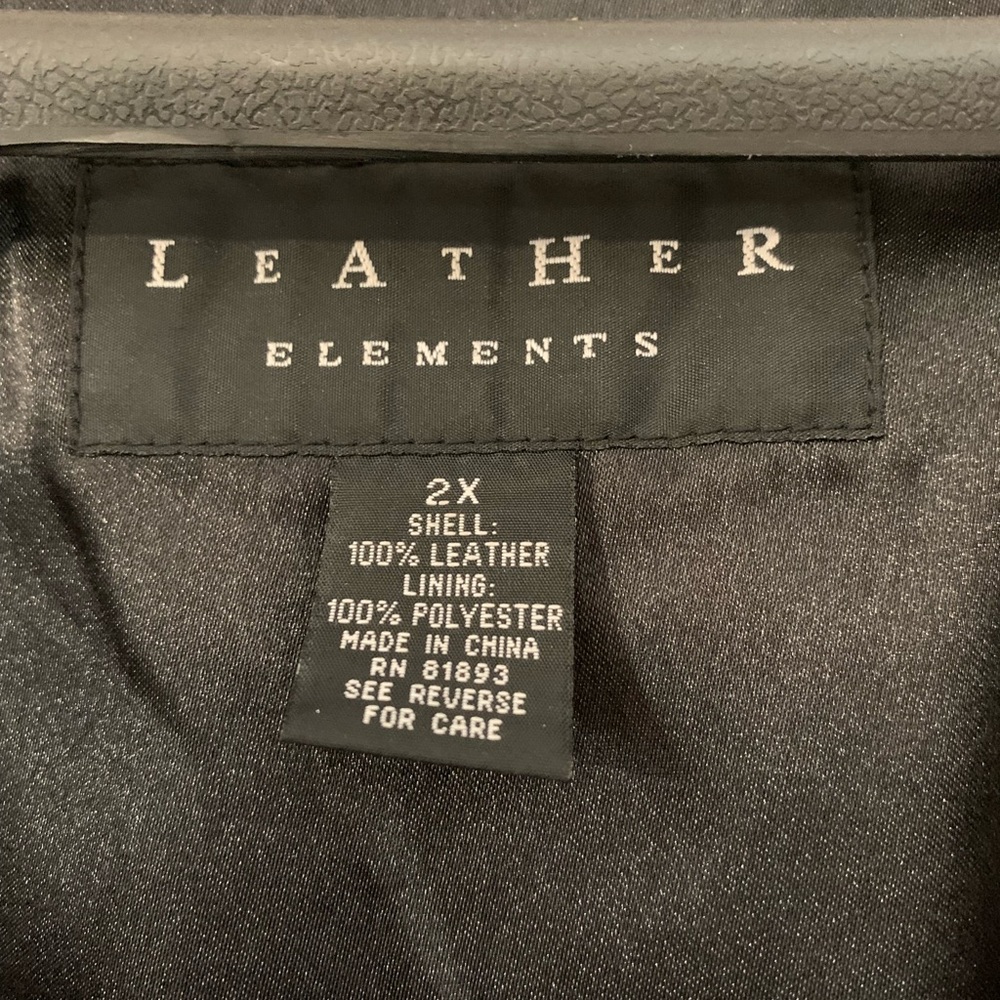 LEATHER
ELEMENTS
2X
SHELL:
100% LEATHER
LINING:
100% POLYESTER
MADE IN CHINA
RN 81893
SEE REVERSE
FOR CARE